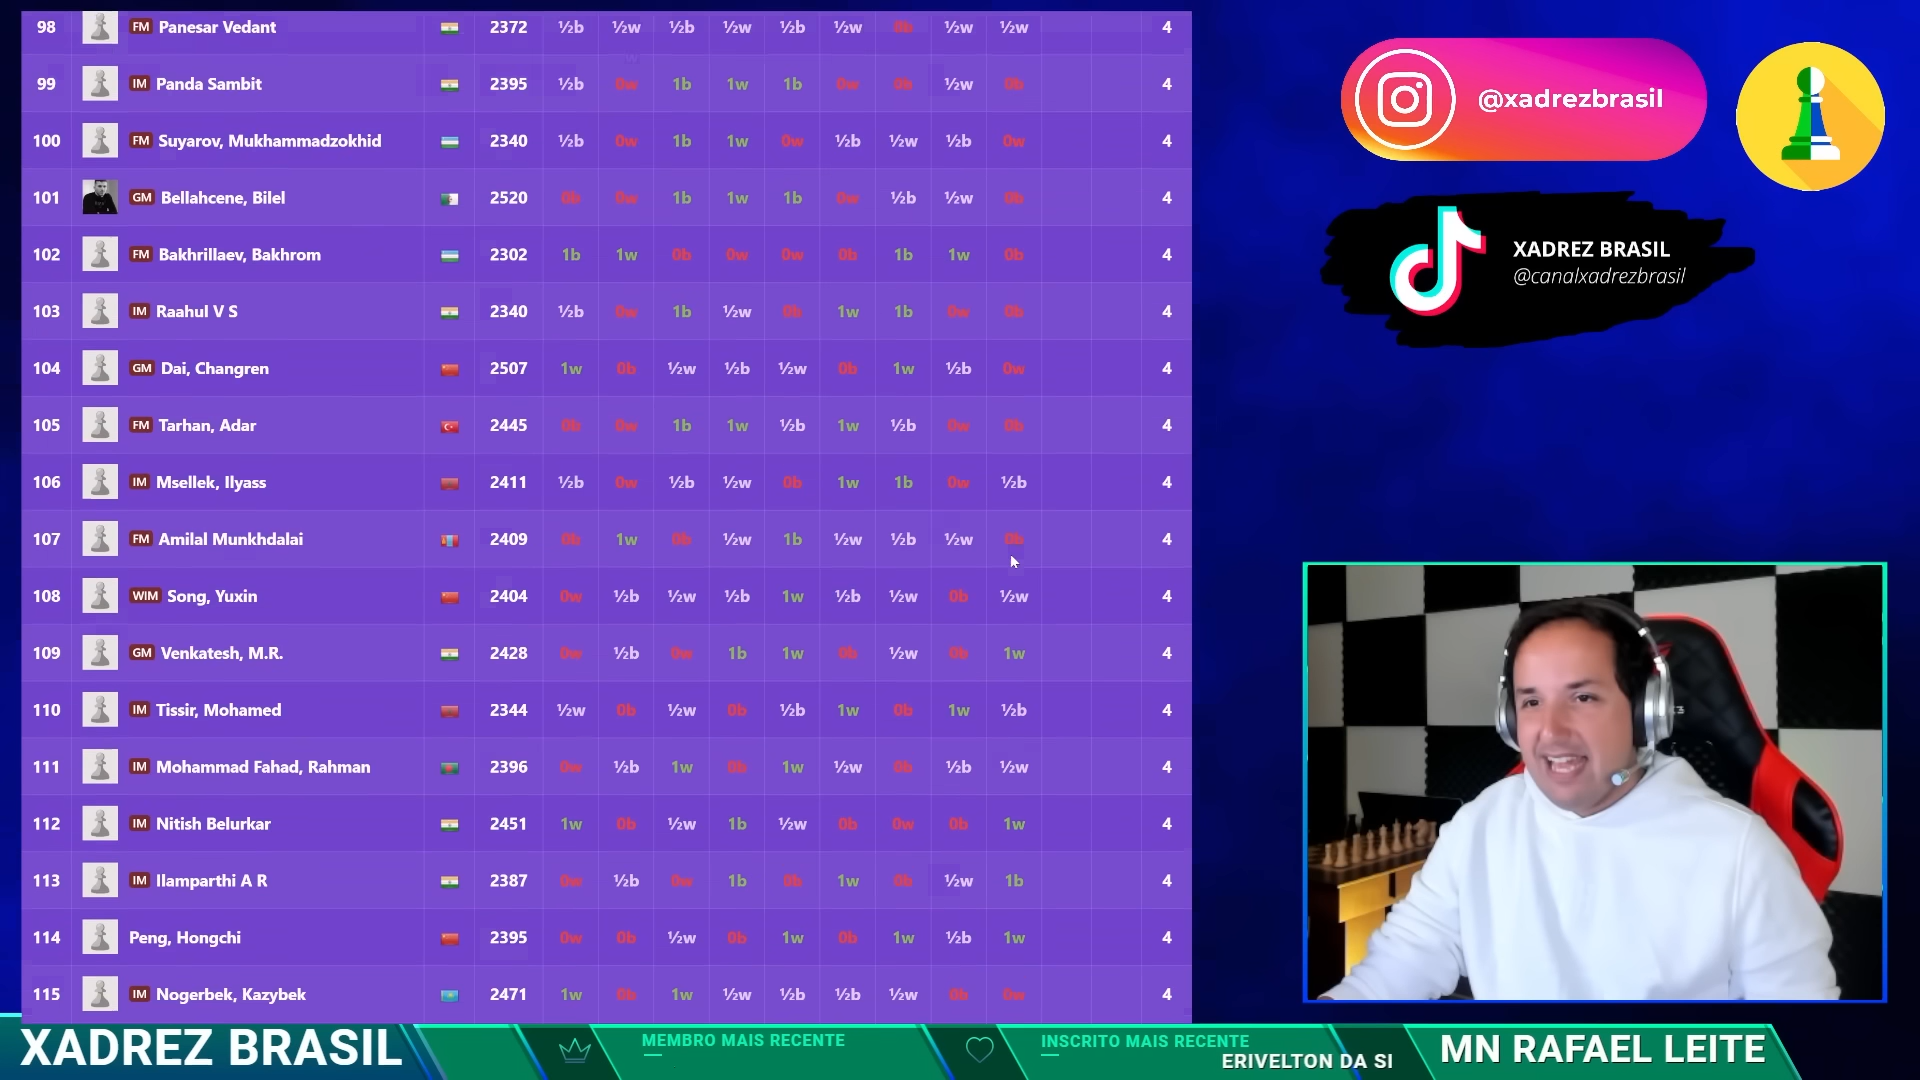 98 FM Panesar Vedant 2372 ½b ½w ½b ½w ½b ½w 0b ½w ½w 4
99 IM Panda Sambit 2395 ½b 0w 1b 1w 1b 0w 0b ½w 0b 4
100 FM Suyarov, Mukhammadzokhid 2340 ½b 0w 1b 1w 0w ½b ½w ½b 0w 4
101 GM Bellahcene, Bilel 2520 0b 0w 1b 1w 1b 0w ½b ½w 0b 4
102 FM Bakhrillaev, Bakhrom 2302 1b 1w 0b 0w 0w 0b 1b 1w 0b 4
103 IM Raahul V S 2340 ½b 0w 1b ½w 0b 1w 1b 0w 0b 4
104 GM Dai, Changren 2507 1w 0b ½w ½b ½w 0b 1w ½b 0w 4
105 FM Tarhan, Adar 2445 0b 0w 1b 1w ½b 1w ½b 0w 0b 4
106 IM Msellek, Ilyass 2411 ½b 0w ½b ½w 0b 1w 1b 0w ½b 4
107 FM Amilal Munkhdalai 2409 0b 1w 0b ½w 1b ½w ½b ½w 0b 4
108 WIM Song, Yuxin 2404 0w ½b ½w ½b 1w ½b ½w 0b ½w 4
109 GM Venkatesh, M.R. 2428 0w ½b 0w 1b 1w 0b ½w 0b 1w 4
110 IM Tissir, Mohamed 2344 ½w 0b ½w 0b ½b 1w 0b 1w ½b 4
111 IM Mohammad Fahad, Rahman 2396 0w ½b 1w 0b 1w ½w 0b ½b ½w 4
112 IM Nitish Belurkar 2451 1w 0b ½w 1b ½w 0b 0w 0b 1w 4
113 IM Ilamparthi A R 2387 0w ½b 0w 1b 0b 1w 0b ½w 1b 4
114 Peng, Hongchi 2395 0w 0b ½w 0b 1w 0b 1w ½b 1w 4
115 IM Nogerbek, Kazybek 2471 1w 0b 1w ½w ½b ½b ½w 0b 0w 4
@xadrezbrasil
XADREZ BRASIL
@canalxadrezbrasil
XADREZ BRASIL
MEMBRO MAIS RECENTE
INSCRITO MAIS RECENTE
ERIVELTON DA SI
MN RAFAEL LEITE